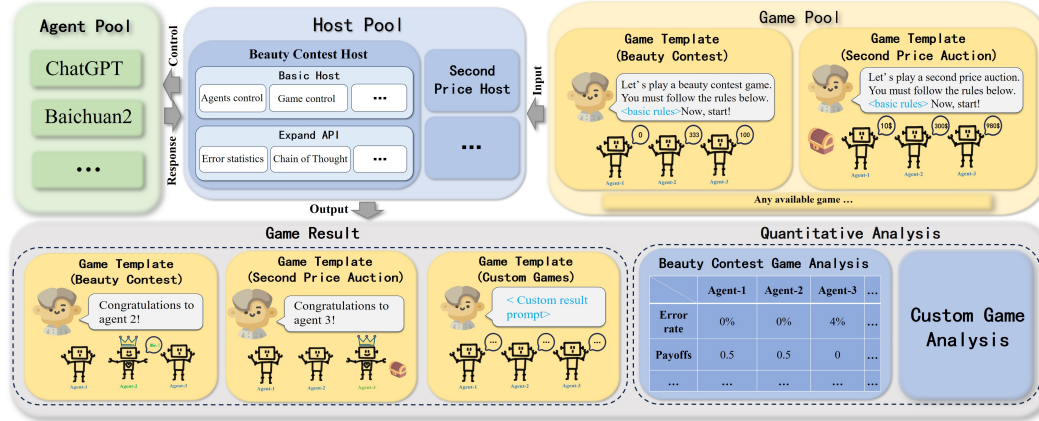 Agent Pool
ChatGPT
Baichuan2
...
Control
Response
Host Pool
Beauty Contest Host
Basic Host
Agents control
Game control
...
Expand API
Error statistics
Chain of Thought
...
Second
Price Host
...
Input
Output
Game Pool
Game Template
(Beauty Contest)
Let's play a beauty contest game.
You must follow the rules below.
<basic rules>Now, start!
0
333
100
Agent-1
Agent-2
Agent-3
Game Template
(Second Price Auction)
Let's play a second price auction.
You must follow the rules below.
<basic rules> Now, start!
10$
300$
980$
Agent-1
Agent-2
Agent-3
Any available game ...
Game Result
Game Template
(Beauty Contest)
Congratulations to
agent 2!
Agent-1
Agent-2
Agent-3
Game Template
(Second Price Auction)
Congratulations to
agent 3!
Agent-1
Agent-2
Agent-3
Game Template
(Custom Games)
< Custom result
prompt>
...
...
...
Agent-1
Agent-2
Agent-3
Quantitative Analysis
Beauty Contest Game Analysis
Agent-1 Agent-2 Agent-3 ...
Error
rate 0% 0% 4% ...
Payoffs 0.5 0.5 0 ...
... ... ... ... ...
Custom Game
Analysis